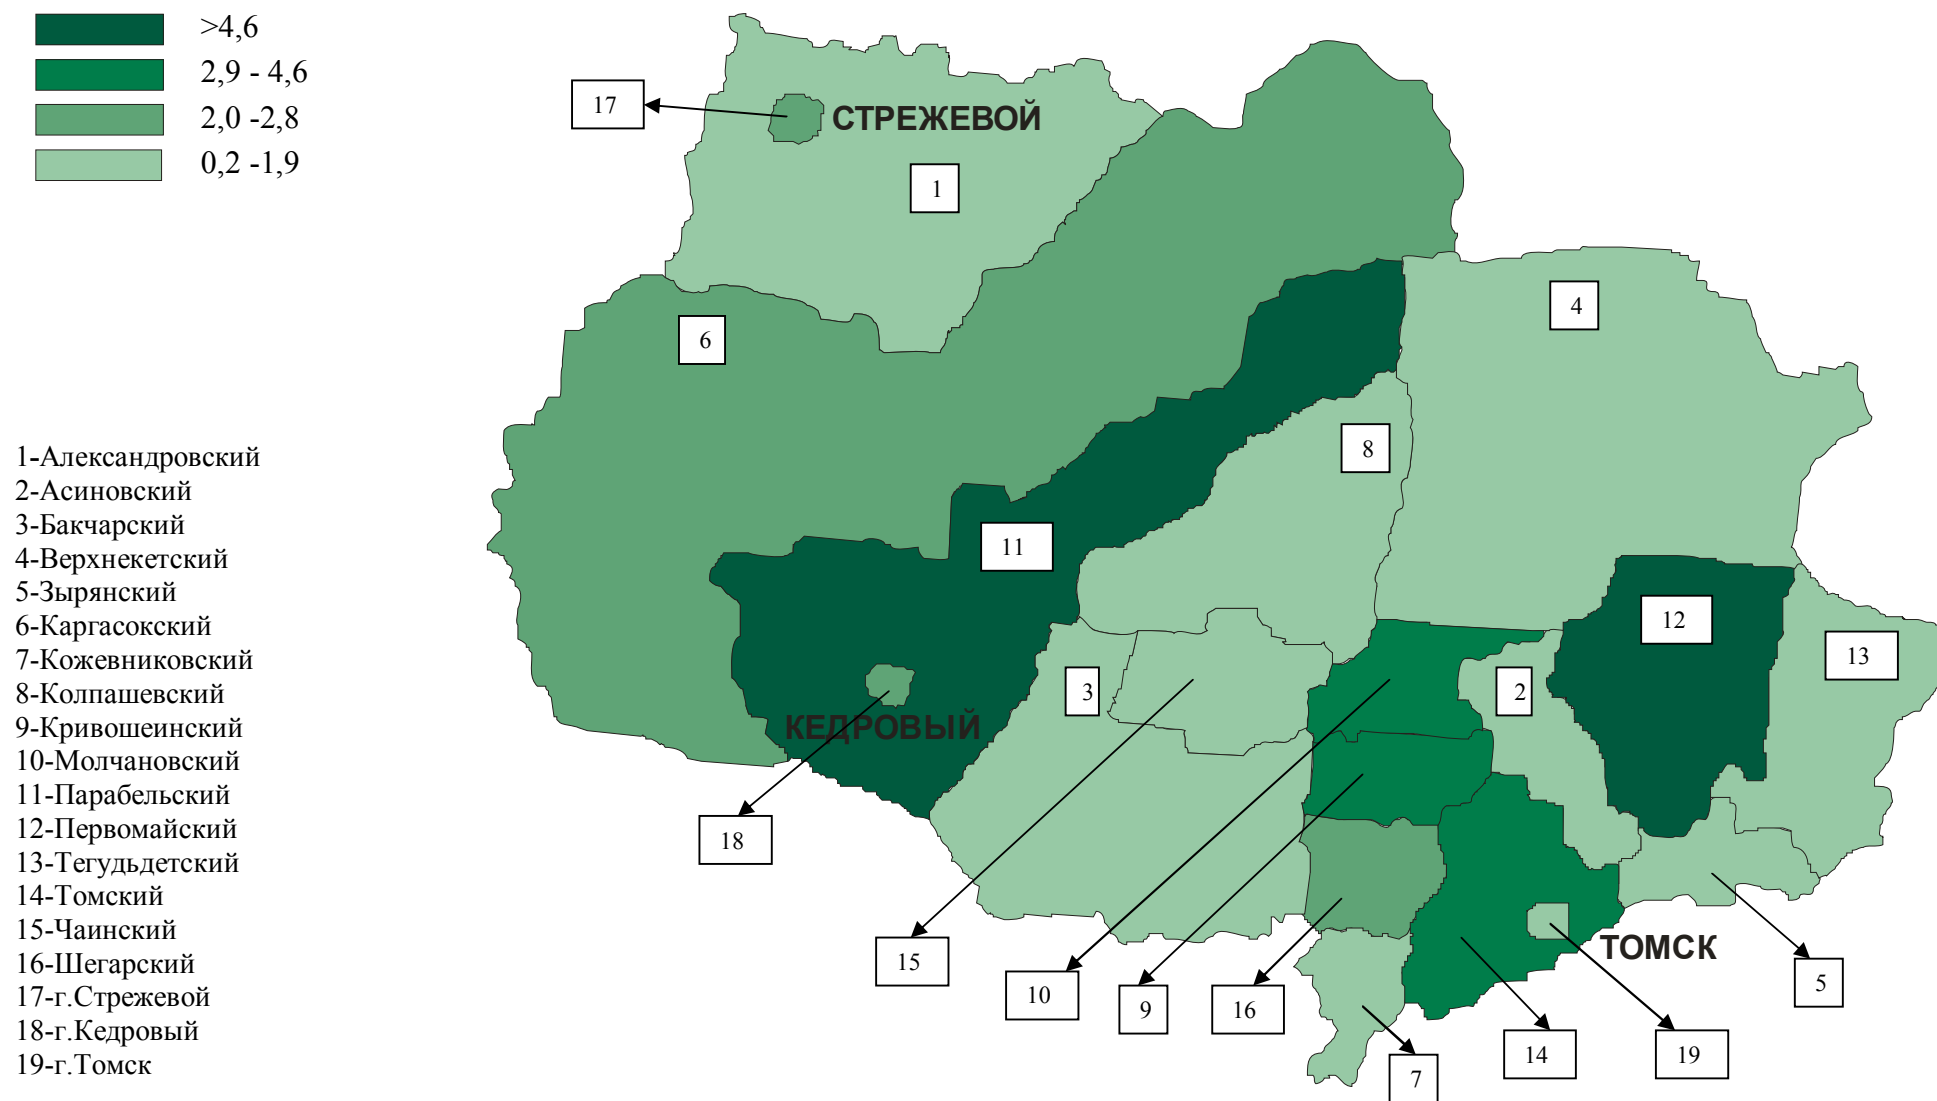 >4,6
2,9 - 4,6
2,0 -2,8
0,2 -1,9
17
СТРЕЖЕВОЙ
1
6
4
8
11
12
13
3
2
КЕДРОВЫЙ
18
15
10
9
16
ТОМСК
5
14
19
7
1-Александровский
2-Асиновский
3-Бакчарский
4-Верхнекетский
5-Зырянский
6-Каргасокский
7-Кожевниковский
8-Колпашевский
9-Кривошеинский
10-Молчановский
11-Парабельский
12-Первомайский
13-Тегудьдетский
14-Томский
15-Чаинский
16-Шегарский
17-г.Стрежевой
18-г.Кедровый
19-г.Томск